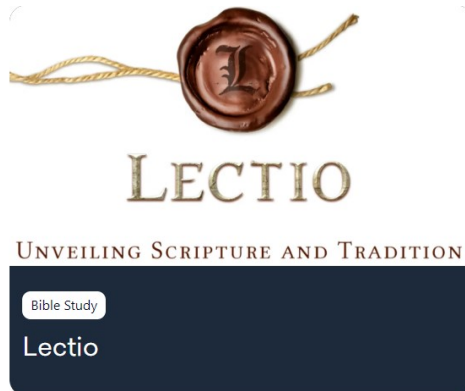 L
LECTIO
UNVEILING SCRIPTURE AND TRADITION
Bible Study
Lectio